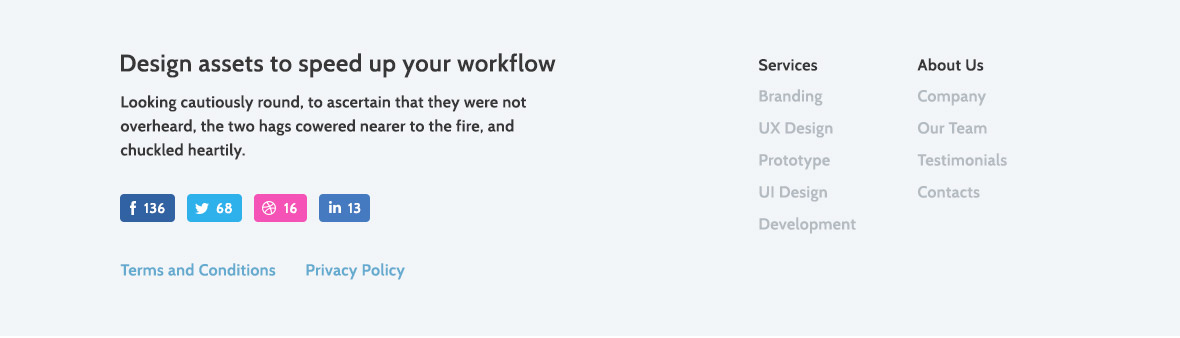 Design assets to speed up your workflow
Looking cautiously round, to ascertain that they were not
overheard, the two hags cowered nearer to the fire, and
chuckled heartily.
136
68
16
in 13
Terms and Conditions
Privacy Policy
Services
Branding
UX Design
Prototype
UI Design
Development
About Us
Company
Our Team
Testimonials
Contacts